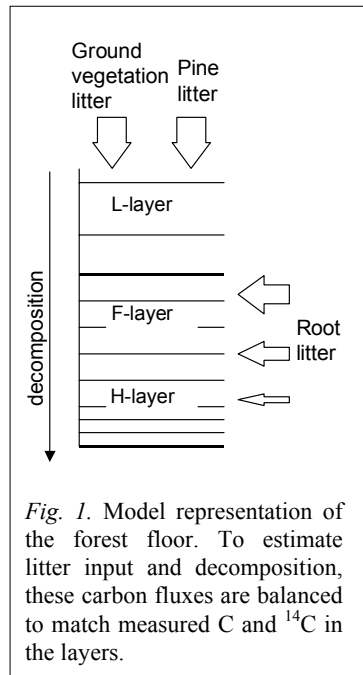 Ground
vegetation
litter
Pine
litter
L-layer
decomposition
F-layer
Root
litter
H-layer
Fig. 1. Model representation of
the forest floor. To estimate
litter input and decomposition,
these carbon fluxes are balanced
to match measured C and ¹⁴C in
the layers.